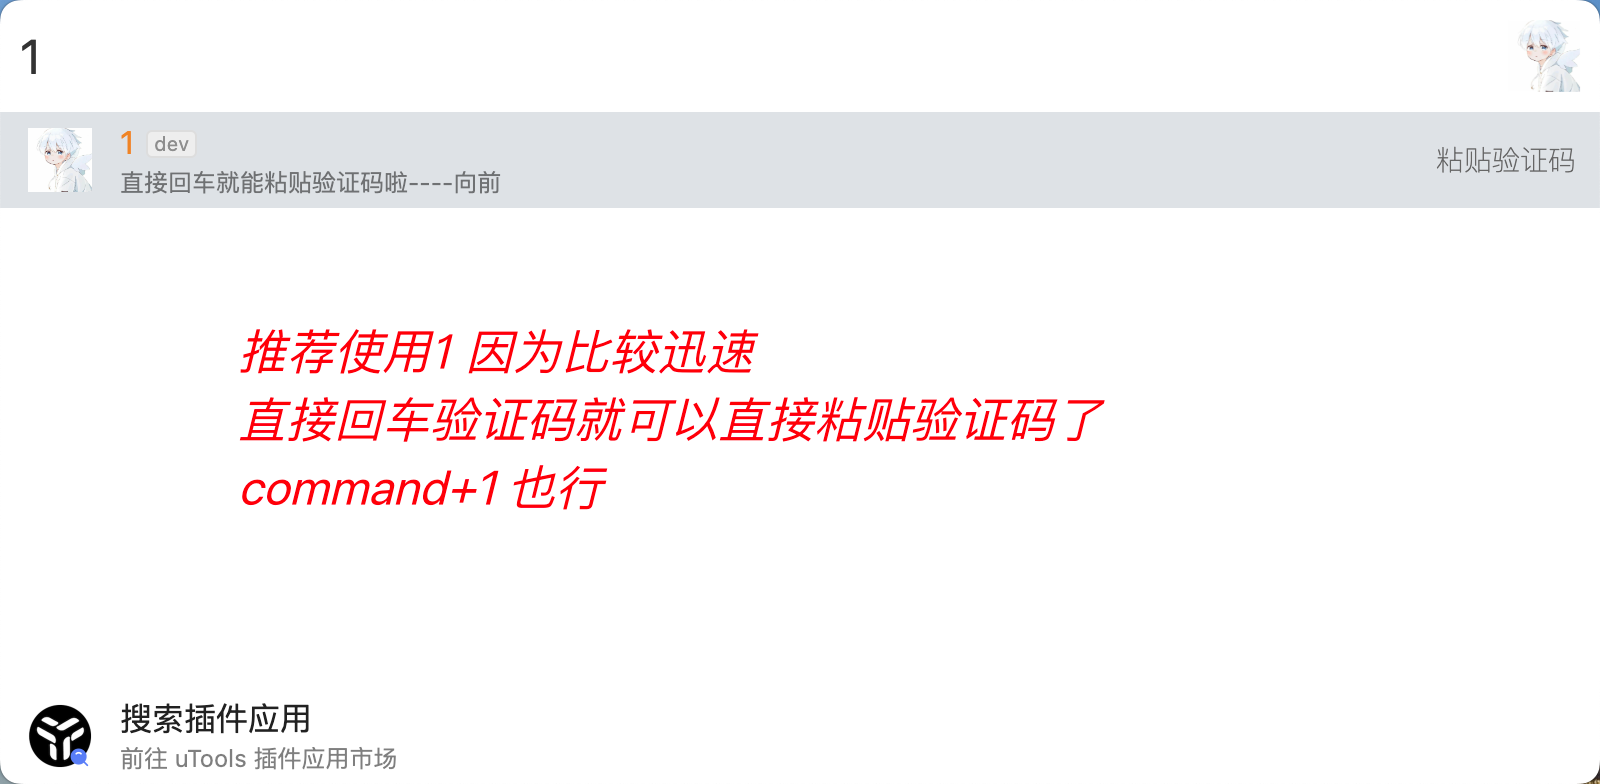 1
1 dev
直接回车就能粘贴验证码啦----向前
粘贴验证码
推荐使用1 因为比较迅速
直接回车验证码就可以直接粘贴验证码了
command+1 也行
搜索插件应用
前往 uTools 插件应用市场